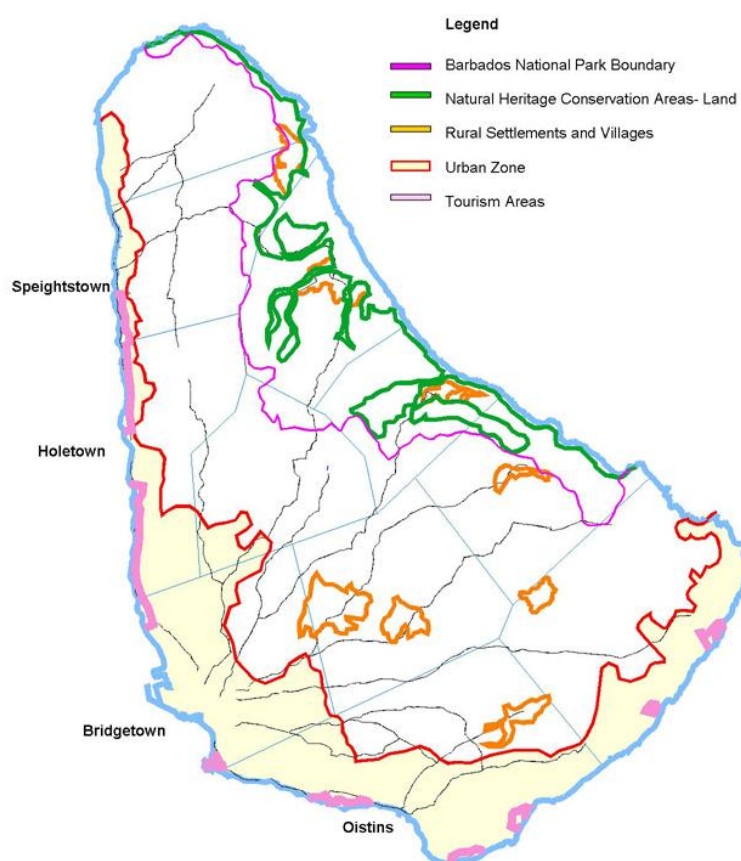 Legend
Barbados National Park Boundary
Natural Heritage Conservation Areas- Land
Rural Settlements and Villages
Urban Zone
Tourism Areas
Speightstown
Holetown
Bridgetown
Oistins